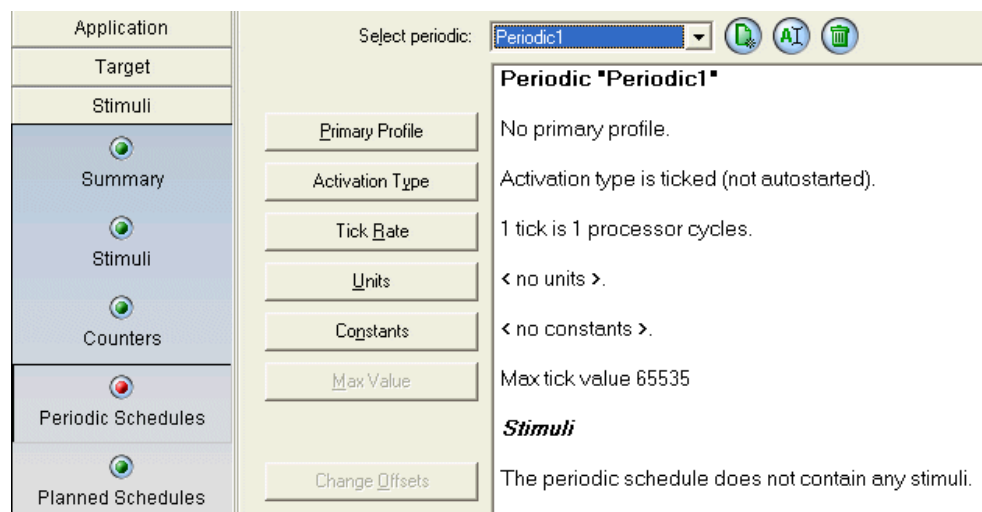 Application
Target
Stimuli
Summary
Stimuli
Counters
Periodic Schedules
Planned Schedules
Select periodic: Periodic1
AI
Primary Profile
Activation Type
Tick Rate
Units
Constants
Max Value
Change Offsets
Periodic "Periodic1"
No primary profile.
Activation type is ticked (not autostarted).
1 tick is 1 processor cycles.
< no units >.
< no constants >.
Max tick value 65535
Stimuli
The periodic schedule does not contain any stimuli.